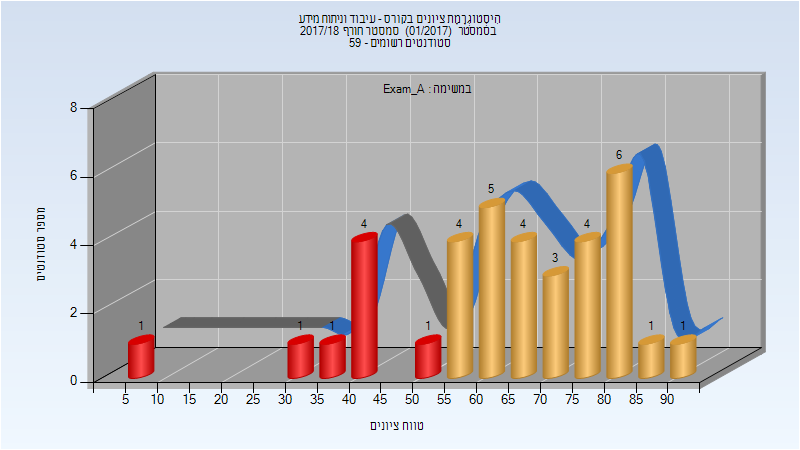 היסטוגרמת ציונים בקורס - עיבוד וניתוח מידע
בסמסטר (01/2017) סמסטר חורף 2017/18
סטודנטים רשומים - 59
במשימה : Exam_A
מספר סטודנטים
8
6
4
2
0
1
1
1
4
1
4
5
4
3
4
6
1
1
5 10 15 20 25 30 35 40 45 50 55 60 65 70 75 80 85 90
טווח ציונים